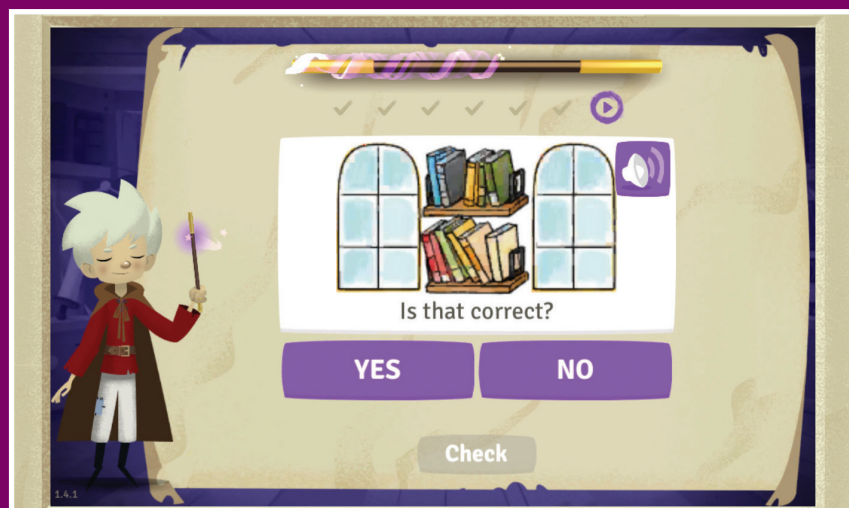 Is that correct?
YES NO
Check
1.4.1